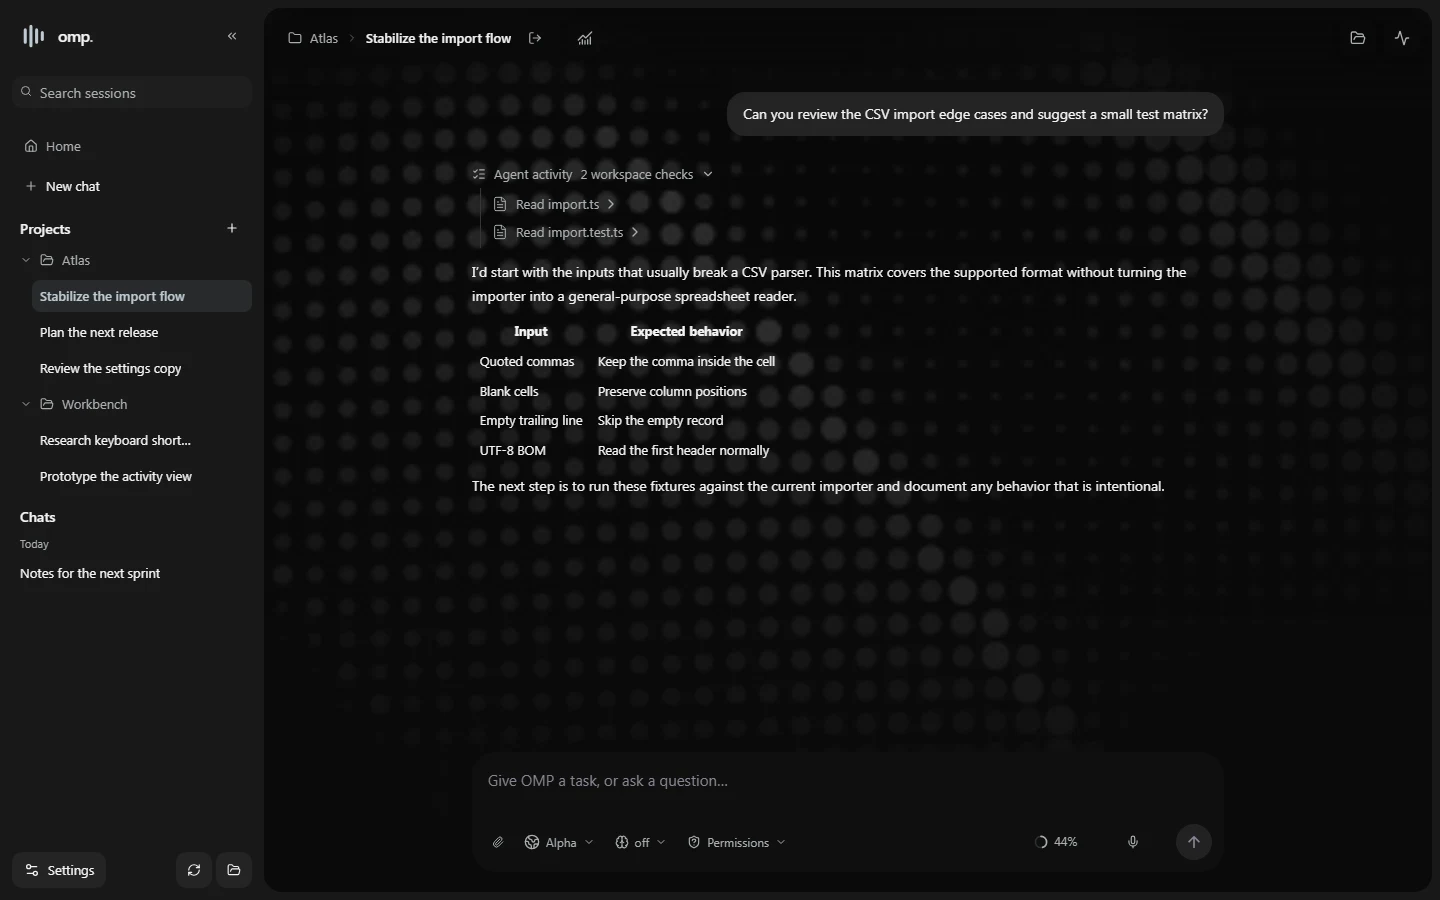 omp.
Search sessions
Home
New chat
Projects
Atlas
Stabilize the import flow
Plan the next release
Review the settings copy
Workbench
Research keyboard short...
Prototype the activity view
Chats
Today
Notes for the next sprint
Settings
Atlas
Stabilize the import flow
Can you review the CSV import edge cases and suggest a small test matrix?
Agent activity 2 workspace checks
Read import.ts
Read import.test.ts
I'd start with the inputs that usually break a CSV parser. This matrix covers the supported format without turning the
importer into a general-purpose spreadsheet reader.
Input Expected behavior
Quoted commas Keep the comma inside the cell
Blank cells Preserve column positions
Empty trailing line Skip the empty record
UTF-8 BOM Read the first header normally
The next step is to run these fixtures against the current importer and document any behavior that is intentional.
Give OMP a task, or ask a question...
Alpha off Permissions 44%